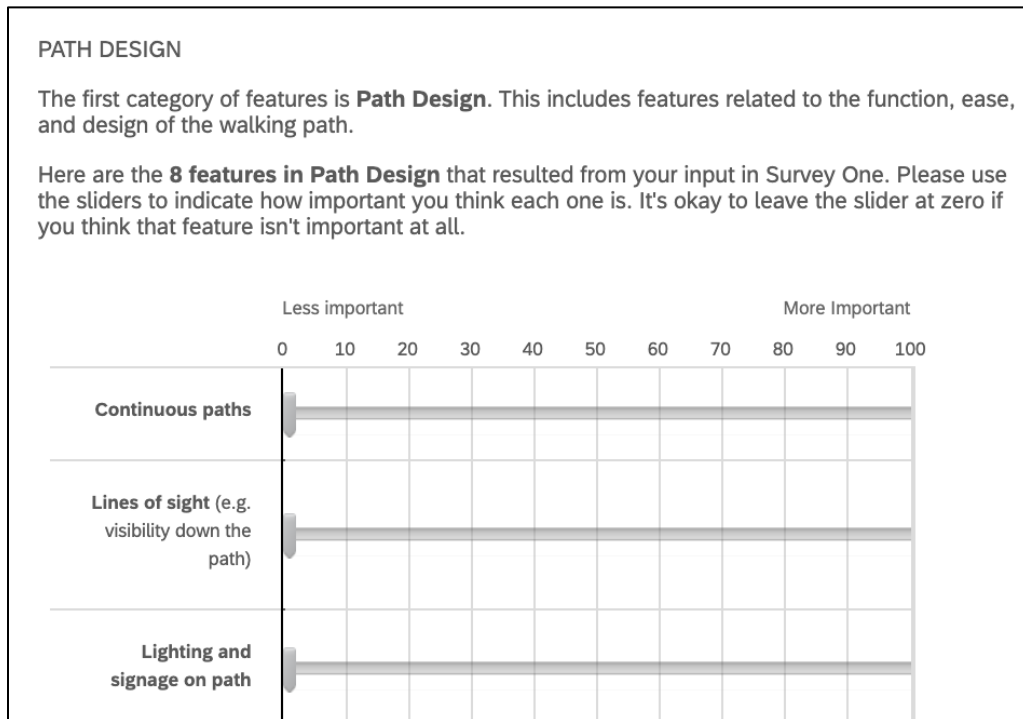 PATH DESIGN
The first category of features is Path Design. This includes features related to the function, ease,
and design of the walking path.
Here are the 8 features in Path Design that resulted from your input in Survey One. Please use
the sliders to indicate how important you think each one is. It's okay to leave the slider at zero if
you think that feature isn't important at all.
Less important More Important
0 10 20 30 40 50 60 70 80 90 100
Continuous paths
Lines of sight (e.g.
visibility down the
path)
Lighting and
signage on path